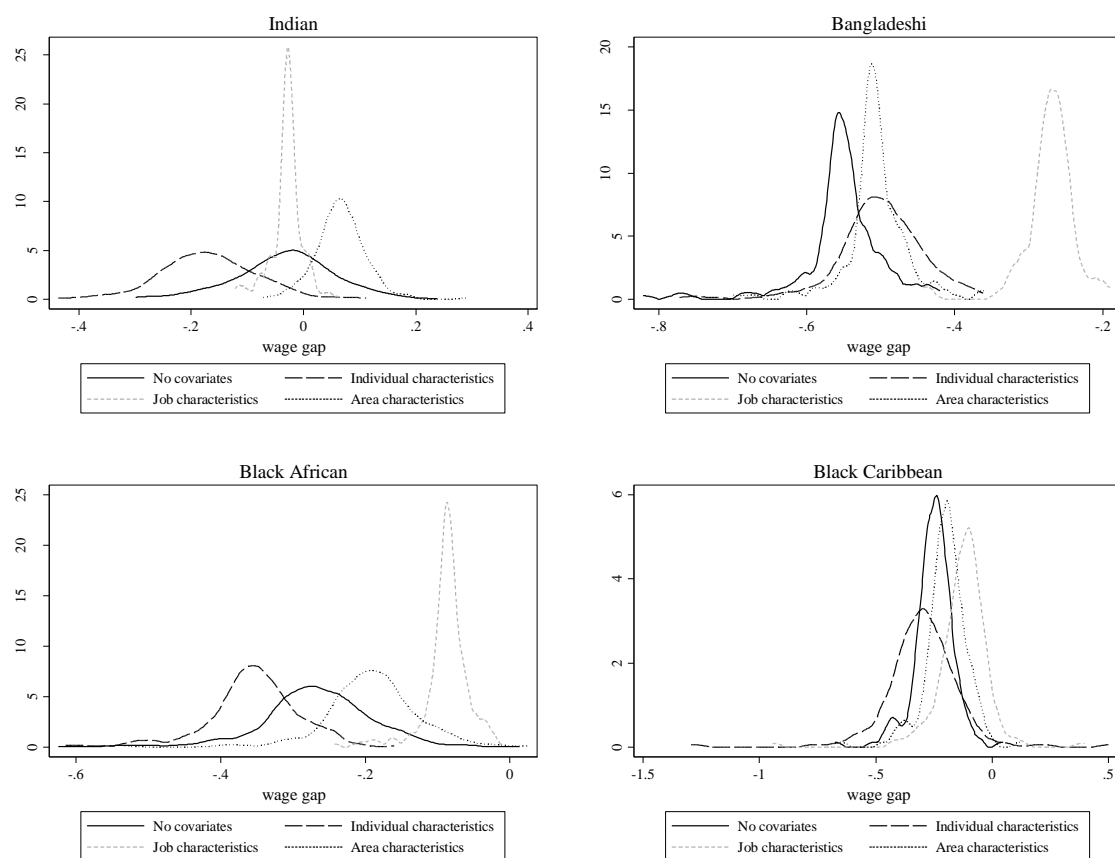 Indian
25
20
15
10
5
0
-.4 -.2 0 .2 .4
wage gap
No covariates Individual characteristics
Job characteristics Area characteristics
Bangladeshi
20
15
10
5
0
-.8 -.6 -.4 -.2
wage gap
No covariates Individual characteristics
Job characteristics Area characteristics
Black African
25
20
15
10
5
0
-.6 -.4 -.2 0
wage gap
No covariates Individual characteristics
Job characteristics Area characteristics
Black Caribbean
6
4
2
0
-1.5 -1 -.5 0 .5
wage gap
No covariates Individual characteristics
Job characteristics Area characteristics